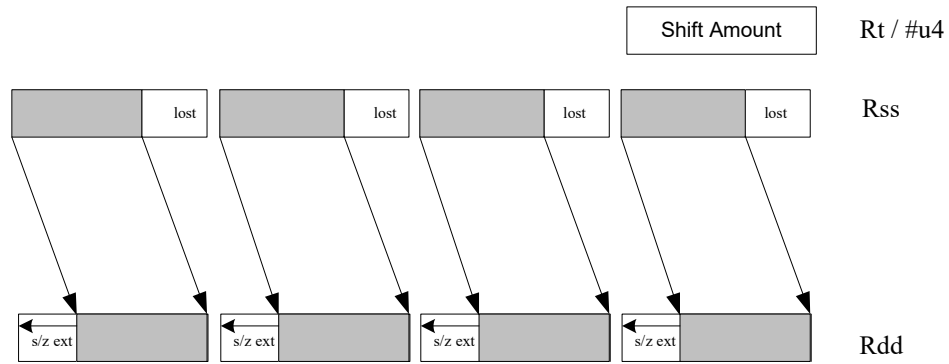 Shift Amount Rt / #u4
lost lost lost lost Rss
s/z ext s/z ext s/z ext s/z ext Rdd